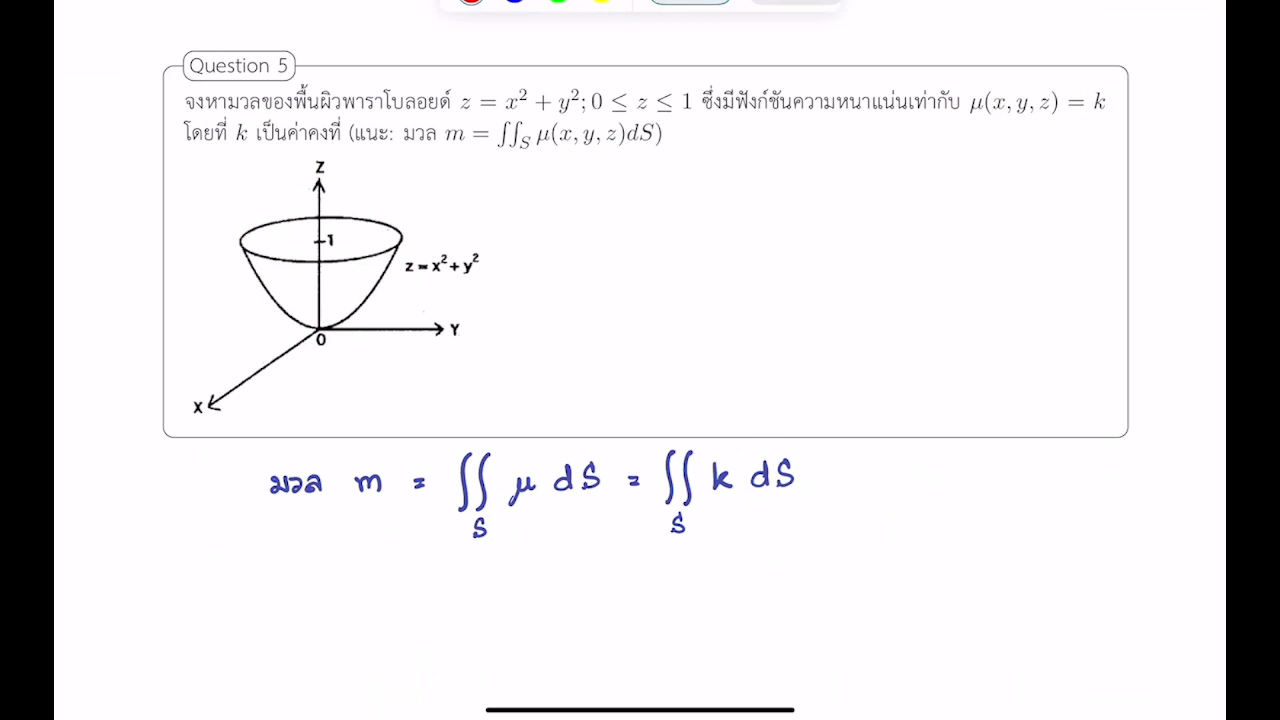 Question 5
จงหามวลของพื้นผิวพาราโบลอยด์ z = x² + y²; 0 ≤ z ≤ 1 ซึ่งมีฟังก์ชันความหนาแน่นเท่ากับ μ(x, y, z) = k
โดยที่ k เป็นค่าคงที่ (แนะ: มวล m = ∬_S μ(x, y, z)dS)
Z
1
z = x² + y²
Y
O
X
มวล m = ∬_S μ dS = ∬_S k dS